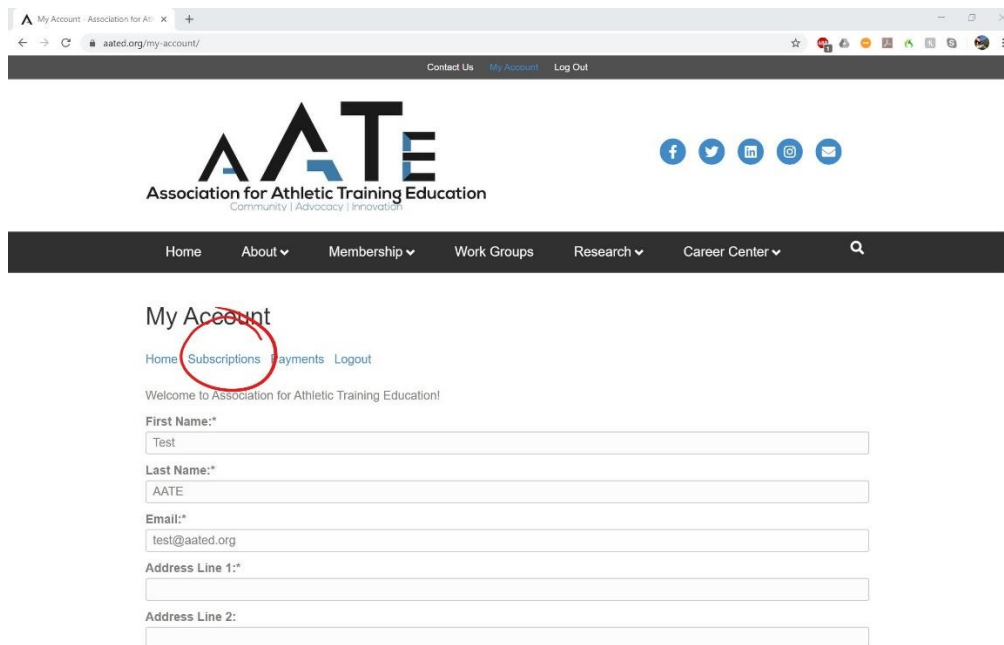 My Account - Association for Ath
aated.org/my-account/
Contact Us My Account Log Out
AATE
Association for Athletic Training Education
Community | Advocacy | Innovation
Home About Membership Work Groups Research Career Center
My Account
Home Subscriptions Payments Logout
Welcome to Association for Athletic Training Education!
First Name:*
Test
Last Name:*
AATE
Email:*
test@aated.org
Address Line 1:*
Address Line 2: